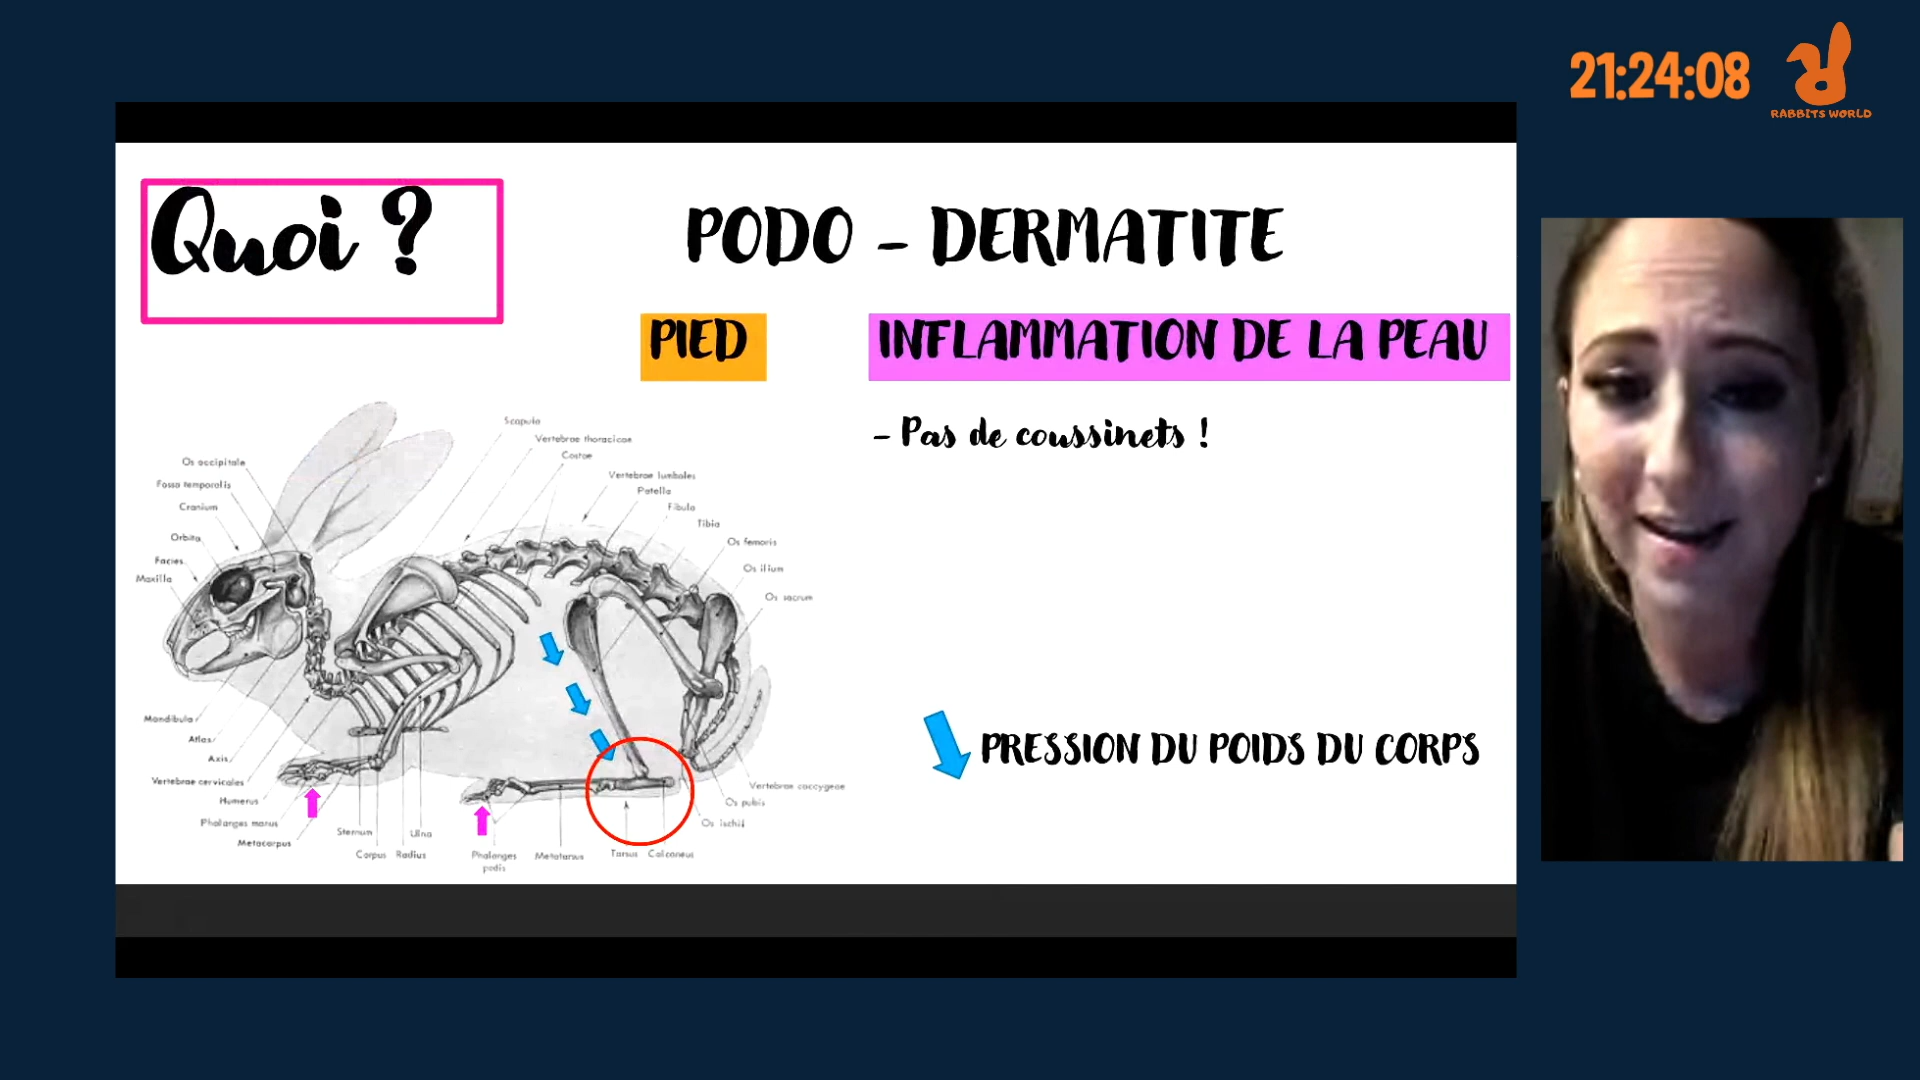 21:24:08
RABBITS WORLD
Quoi ?
PODO - DERMATITE
PIED
INFLAMMATION DE LA PEAU
- Pas de coussinets !
Scapula
Vertebrae thoracicae
Costae
Os occipitale
Fossa temporalis
Cranium
Orbita
Facies
Maxilla
Vertebrae lumbales
Patella
Fibula
Tibia
Os femoris
Os ilium
Os sacrum
PRESSION DU POIDS DU CORPS
Mandibula
Atlas
Axis
Vertebrae cervicales
Humerus
Phalanges manus
Metacarpus
Sternum
Ulna
Carpus
Radius
Phalanges
pedis
Metatarsus
Tarsus
Calcaneus
Vertebrae coccygeae
Os pubis
Os ischii